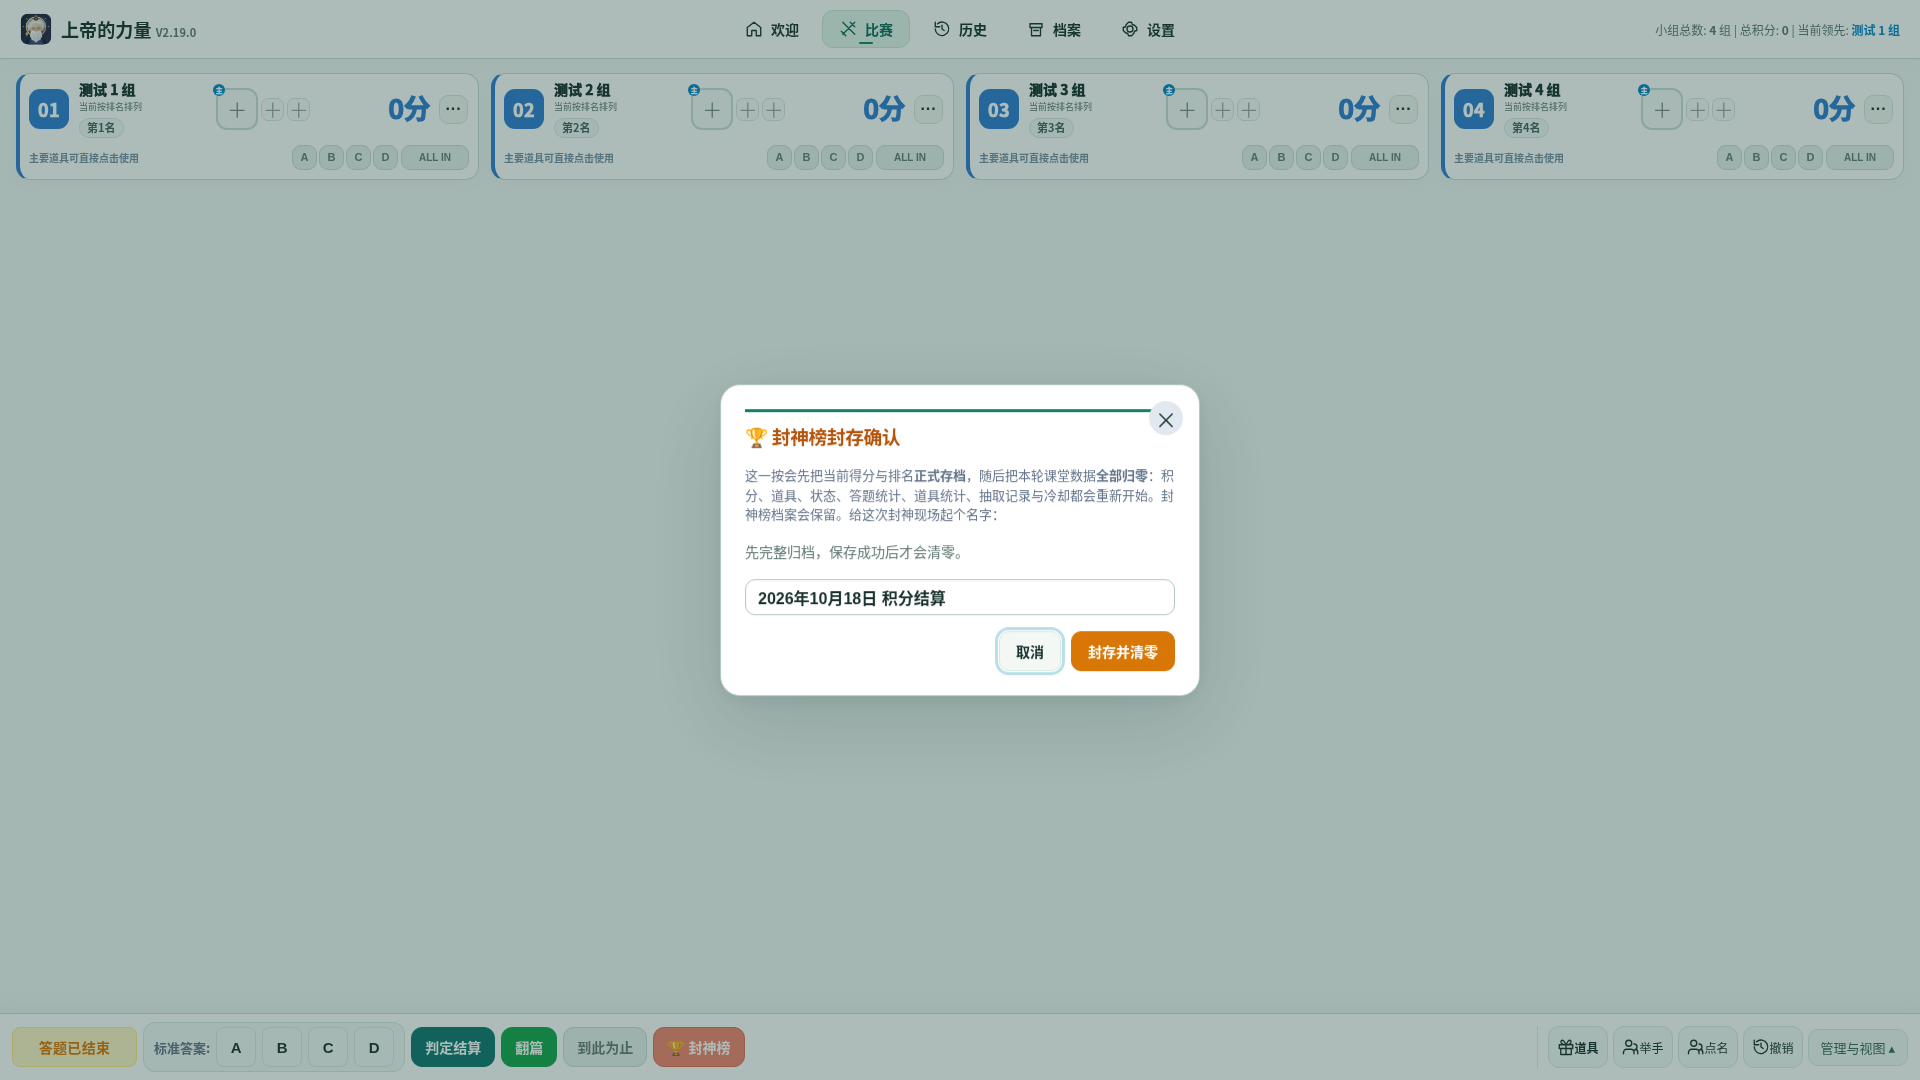 上帝的力量 V2.19.0
欢迎
比赛
历史
档案
设置
小组总数: 4 组 | 总积分: 0 | 当前领先: 测试 1 组
01
测试 1 组
当前按排名排列
第1名
主
0分
...
主要道具可直接点击使用
A B C D ALL IN
02
测试 2 组
当前按排名排列
第2名
主
0分
...
主要道具可直接点击使用
A B C D ALL IN
03
测试 3 组
当前按排名排列
第3名
主
0分
...
主要道具可直接点击使用
A B C D ALL IN
04
测试 4 组
当前按排名排列
第4名
主
0分
...
主要道具可直接点击使用
A B C D ALL IN
🏆 封神榜封存确认
这一按会先把当前得分与排名正式存档，随后把本轮课堂数据全部归零：积
分、道具、状态、答题统计、道具统计、抽取记录与冷却都会重新开始。封
神榜档案会保留。给这次封神现场起个名字：
先完整归档，保存成功后才会清零。
2026年10月18日 积分结算
取消
封存并清零
答题已结束
标准答案: A B C D
判定结算
翻篇
到此为止
🏆 封神榜
道具
举手
点名
撤销
管理与视图 ▴